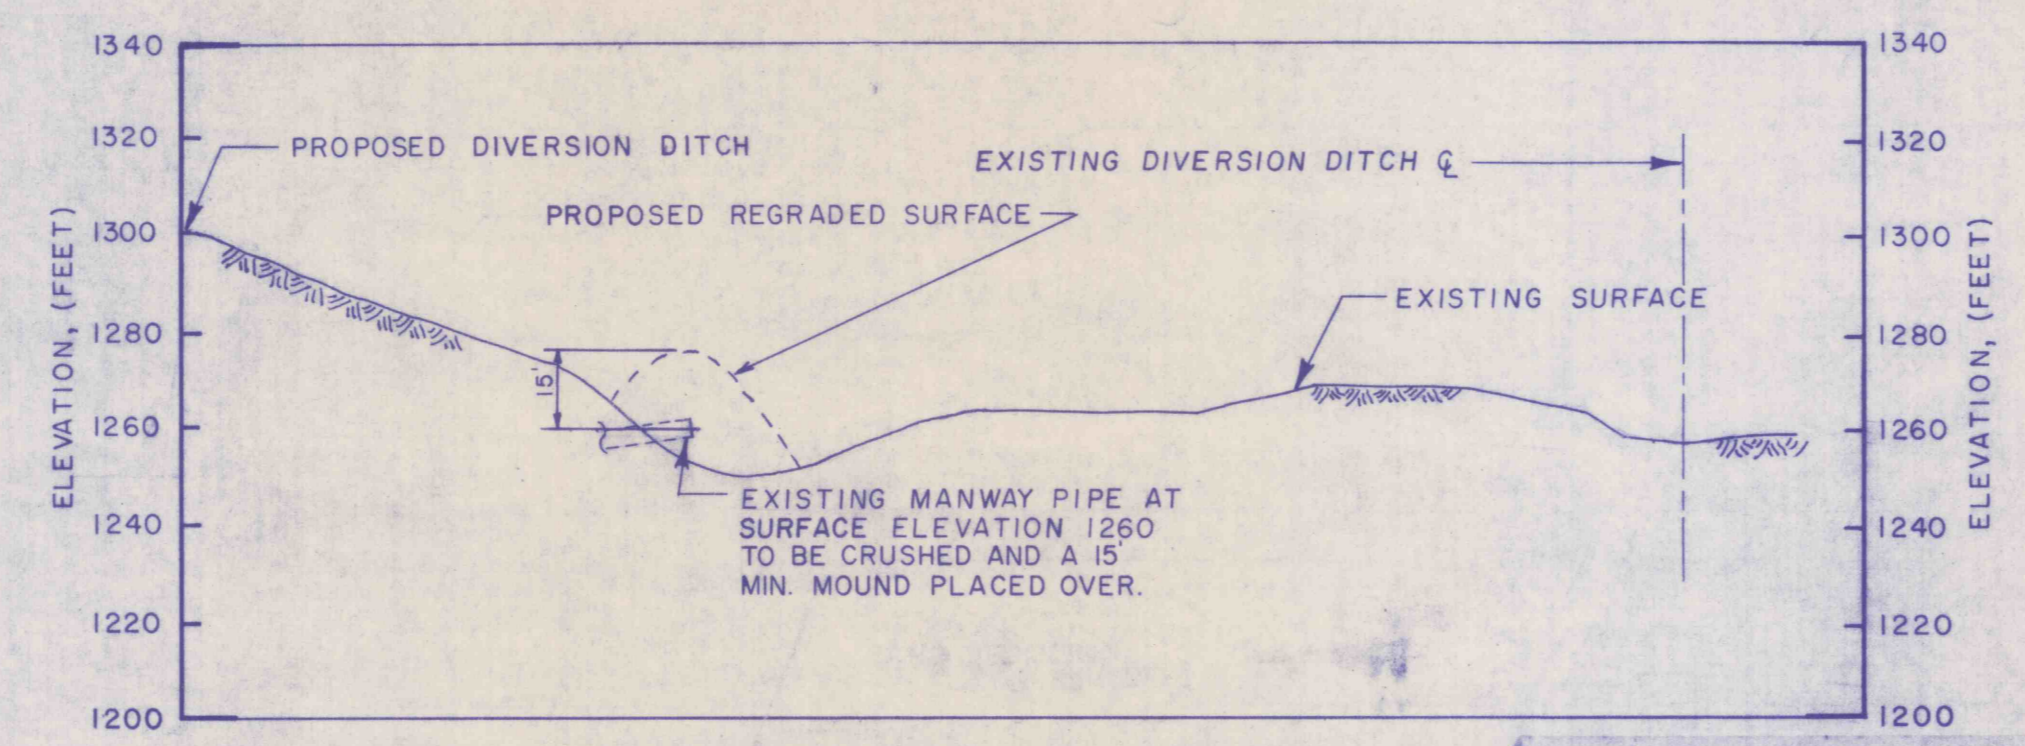 1340
1340
1320
PROPOSED DIVERSION DITCH
1320
EXISTING DIVERSION DITCH ℄
PROPOSED REGRADED SURFACE
1300
1300
EXISTING SURFACE
1280
1280
15'
1260
1260
EXISTING MANWAY PIPE AT
SURFACE ELEVATION 1260
TO BE CRUSHED AND A 15'
MIN. MOUND PLACED OVER.
1240
1240
1220
1220
1200
1200
ELEVATION, (FEET)
ELEVATION, (FEET)